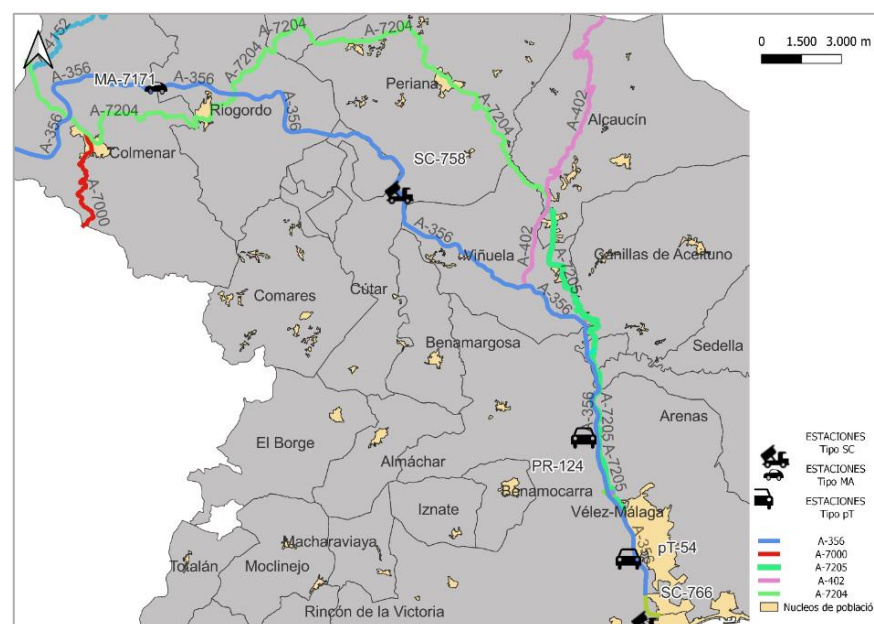 A-4152
A-7204
A-7204
A-7204
0 1.500 3.000 m
A-356
MA-7171
A-356
Periana
A-7204
A-402
Riogordo
A-356
A-7204
Alcaucín
A-356
Colmenar
SC-758
A-7000
A-402
Viñuela
A-7205
Canillas de Aceituno
Comares
Cútar
A-356
Benamargosa
Sedella
A-356
A-7205
Arenas
El Borge
Almáchar
PR-124
A-7205
Benamocarra
Iznate
Vélez-Málaga
A-356
pT-54
Macharaviaya
Totalán
Moclinejo
SC-766
Rincón de la Victoria
ESTACIONES
Tipo SC
ESTACIONES
Tipo MA
ESTACIONES
Tipo pT
A-356
A-7000
A-7205
A-402
A-7204
Nucleos de població